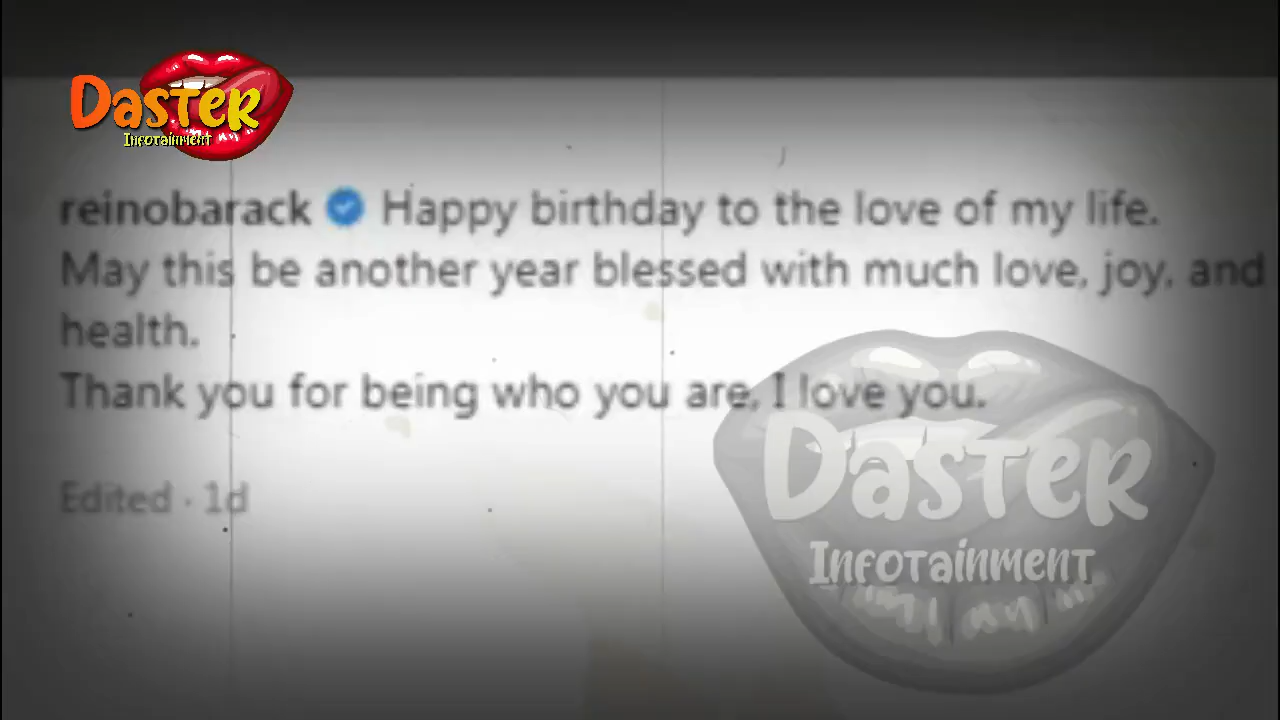 Daster
Infotainment
reinobarack Happy birthday to the love of my life.
May this be another year blessed with much love, joy, and
health.
Thank you for being who you are, I love you.
Edited · 1d
Daster
Infotainment